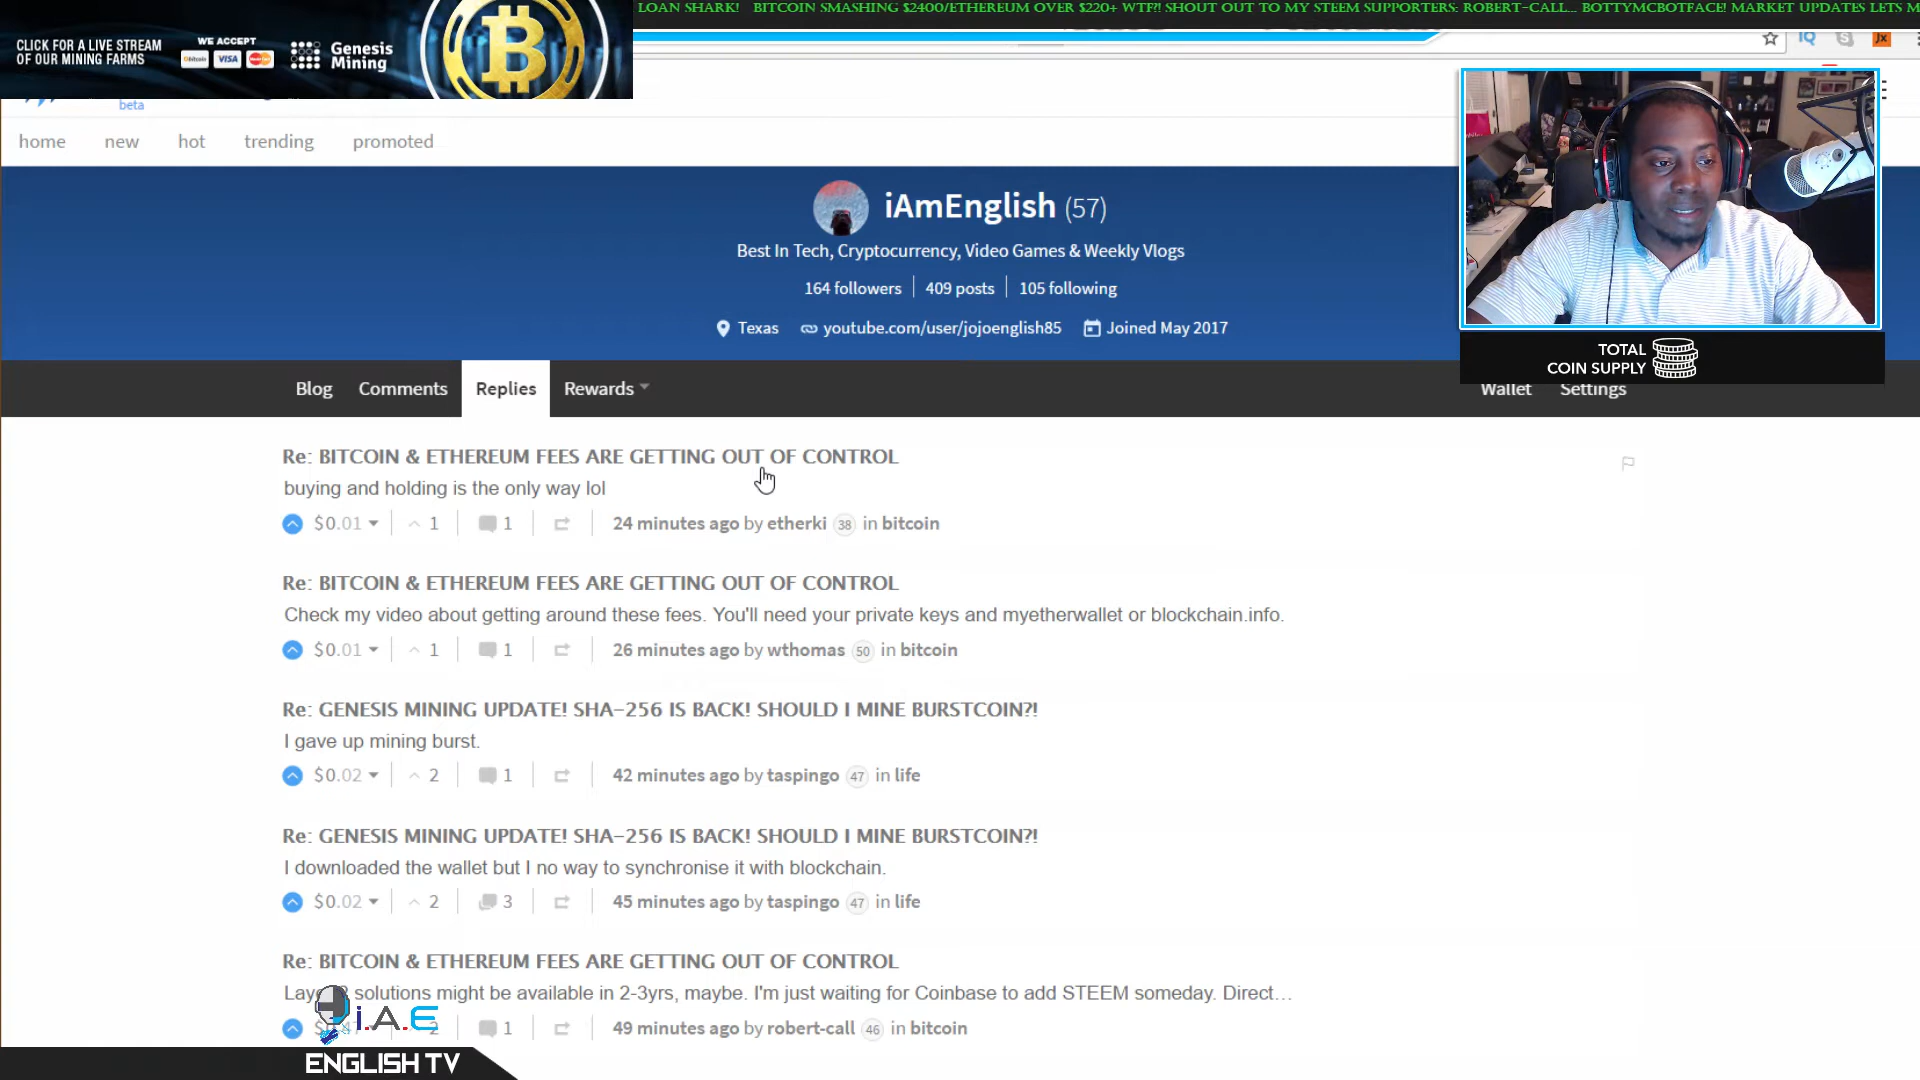 LOAN SHARK! BITCOIN SMASHING $2400/ETHEREUM OVER $220+ WTF?! SHOUT OUT TO MY STEEM SUPPORTERS: ROBERT-CALL... BOTTYMCBOTFACE! MARKET UPDATES LETS M
CLICK FOR A LIVE STREAM
OF OUR MINING FARMS
WE ACCEPT
bitcoin VISA MasterCard
Genesis
Mining
IQ
Jx
beta
home new hot trending promoted
iAmEnglish (57)
Best In Tech, Cryptocurrency, Video Games & Weekly Vlogs
164 followers 409 posts 105 following
Texas youtube.com/user/jojoenglish85 Joined May 2017
TOTAL
COIN SUPPLY
Blog Comments Replies Rewards Wallet Settings
Re: BITCOIN & ETHEREUM FEES ARE GETTING OUT OF CONTROL
buying and holding is the only way lol
$0.01 1 1 24 minutes ago by etherki 38 in bitcoin
Re: BITCOIN & ETHEREUM FEES ARE GETTING OUT OF CONTROL
Check my video about getting around these fees. You'll need your private keys and myetherwallet or blockchain.info.
$0.01 1 1 26 minutes ago by wthomas 50 in bitcoin
Re: GENESIS MINING UPDATE! SHA-256 IS BACK! SHOULD I MINE BURSTCOIN?!
I gave up mining burst.
$0.02 2 1 42 minutes ago by taspingo 47 in life
Re: GENESIS MINING UPDATE! SHA-256 IS BACK! SHOULD I MINE BURSTCOIN?!
I downloaded the wallet but I no way to synchronise it with blockchain.
$0.02 2 3 45 minutes ago by taspingo 47 in life
Re: BITCOIN & ETHEREUM FEES ARE GETTING OUT OF CONTROL
solutions might be available in 2-3yrs, maybe. I'm just waiting for Coinbase to add STEEM someday. Direct...
2 1 49 minutes ago by robert-call 46 in bitcoin
i.A.E
ENGLISH TV